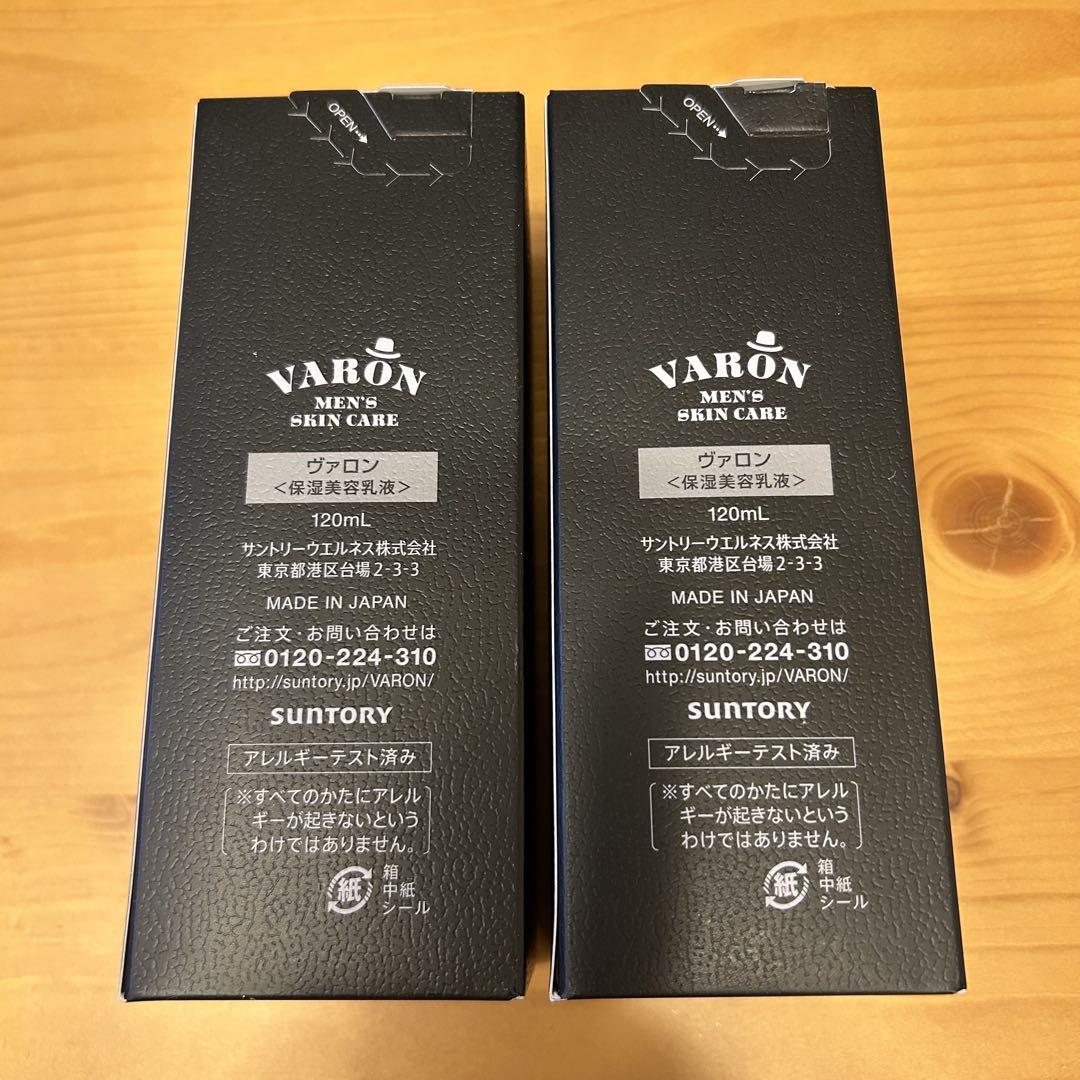 OPEN
VARON
MEN'S
SKIN CARE
ヴァロン
<保湿美容乳液>
120mL
サントリーウエルネス株式会社
東京都港区台場2-3-3
MADE IN JAPAN
ご注文・お問い合わせは
0120-224-310
http://suntory.jp/VARON/
SUNTORY
アレルギーテスト済み
※すべてのかたにアレル
ギーが起きないという
わけではありません。
紙
箱
中紙
シール
OPEN
VARON
MEN'S
SKIN CARE
ヴァロン
<保湿美容乳液>
120mL
サントリーウエルネス株式会社
東京都港区台場2-3-3
MADE IN JAPAN
ご注文・お問い合わせは
0120-224-310
http://suntory.jp/VARON/
SUNTORY
アレルギーテスト済み
※すべてのかたにアレル
ギーが起きないという
わけではありません。
紙
箱
中紙
シール